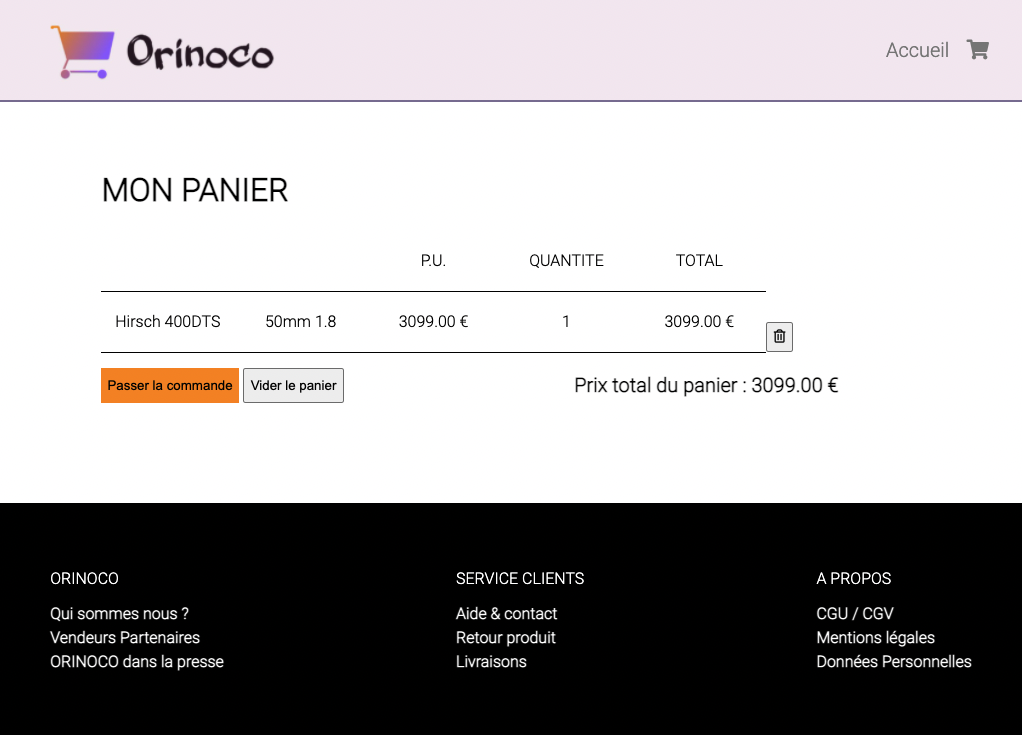 Orinoco
Accueil
MON PANIER
P.U. QUANTITE TOTAL
Hirsch 400DTS 50mm 1.8 3099.00 € 1 3099.00 €
Passer la commande Vider le panier Prix total du panier : 3099.00 €
ORINOCO SERVICE CLIENTS A PROPOS
Qui sommes nous ? Aide & contact CGU / CGV
Vendeurs Partenaires Retour produit Mentions légales
ORINOCO dans la presse Livraisons Données Personnelles